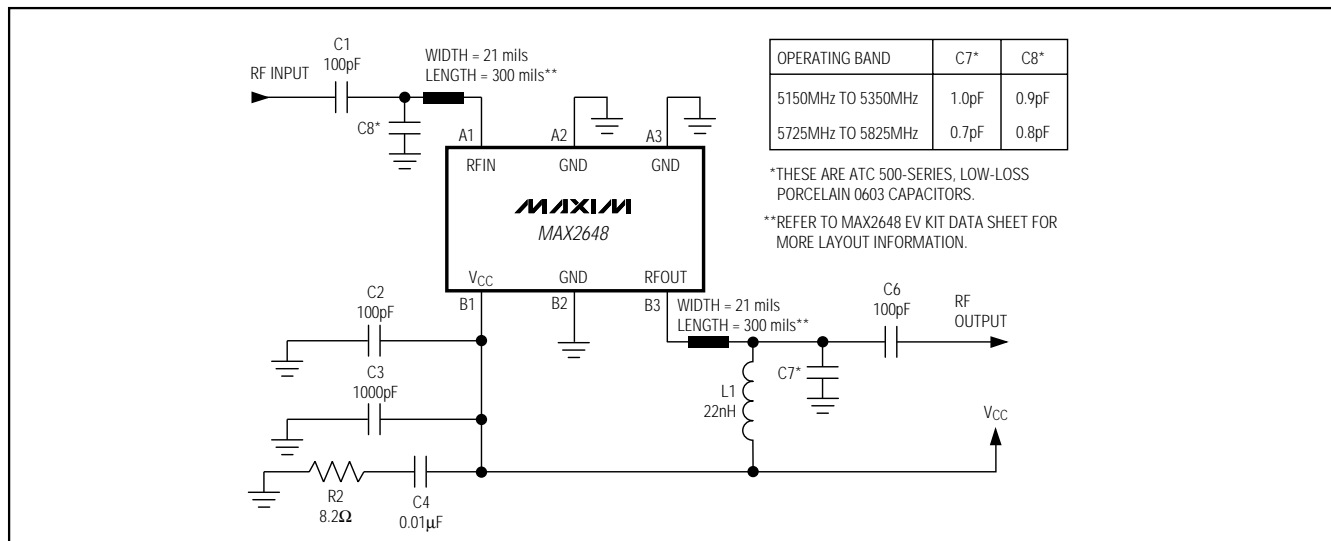 C1
100pF
RF INPUT
WIDTH = 21 mils
LENGTH = 300 mils**
C8*
A1
A2
A3
RFIN
GND
GND
MAXIM
MAX2648
VCC
GND
RFOUT
B1
B2
B3
OPERATING BAND C7* C8*
5150MHz TO 5350MHz 1.0pF 0.9pF
5725MHz TO 5825MHz 0.7pF 0.8pF
*THESE ARE ATC 500-SERIES, LOW-LOSS
PORCELAIN 0603 CAPACITORS.
**REFER TO MAX2648 EV KIT DATA SHEET FOR
MORE LAYOUT INFORMATION.
C2
100pF
C3
1000pF
R2
8.2Ω
C4
0.01µF
WIDTH = 21 mils
LENGTH = 300 mils**
L1
22nH
C7*
C6
100pF
RF
OUTPUT
VCC